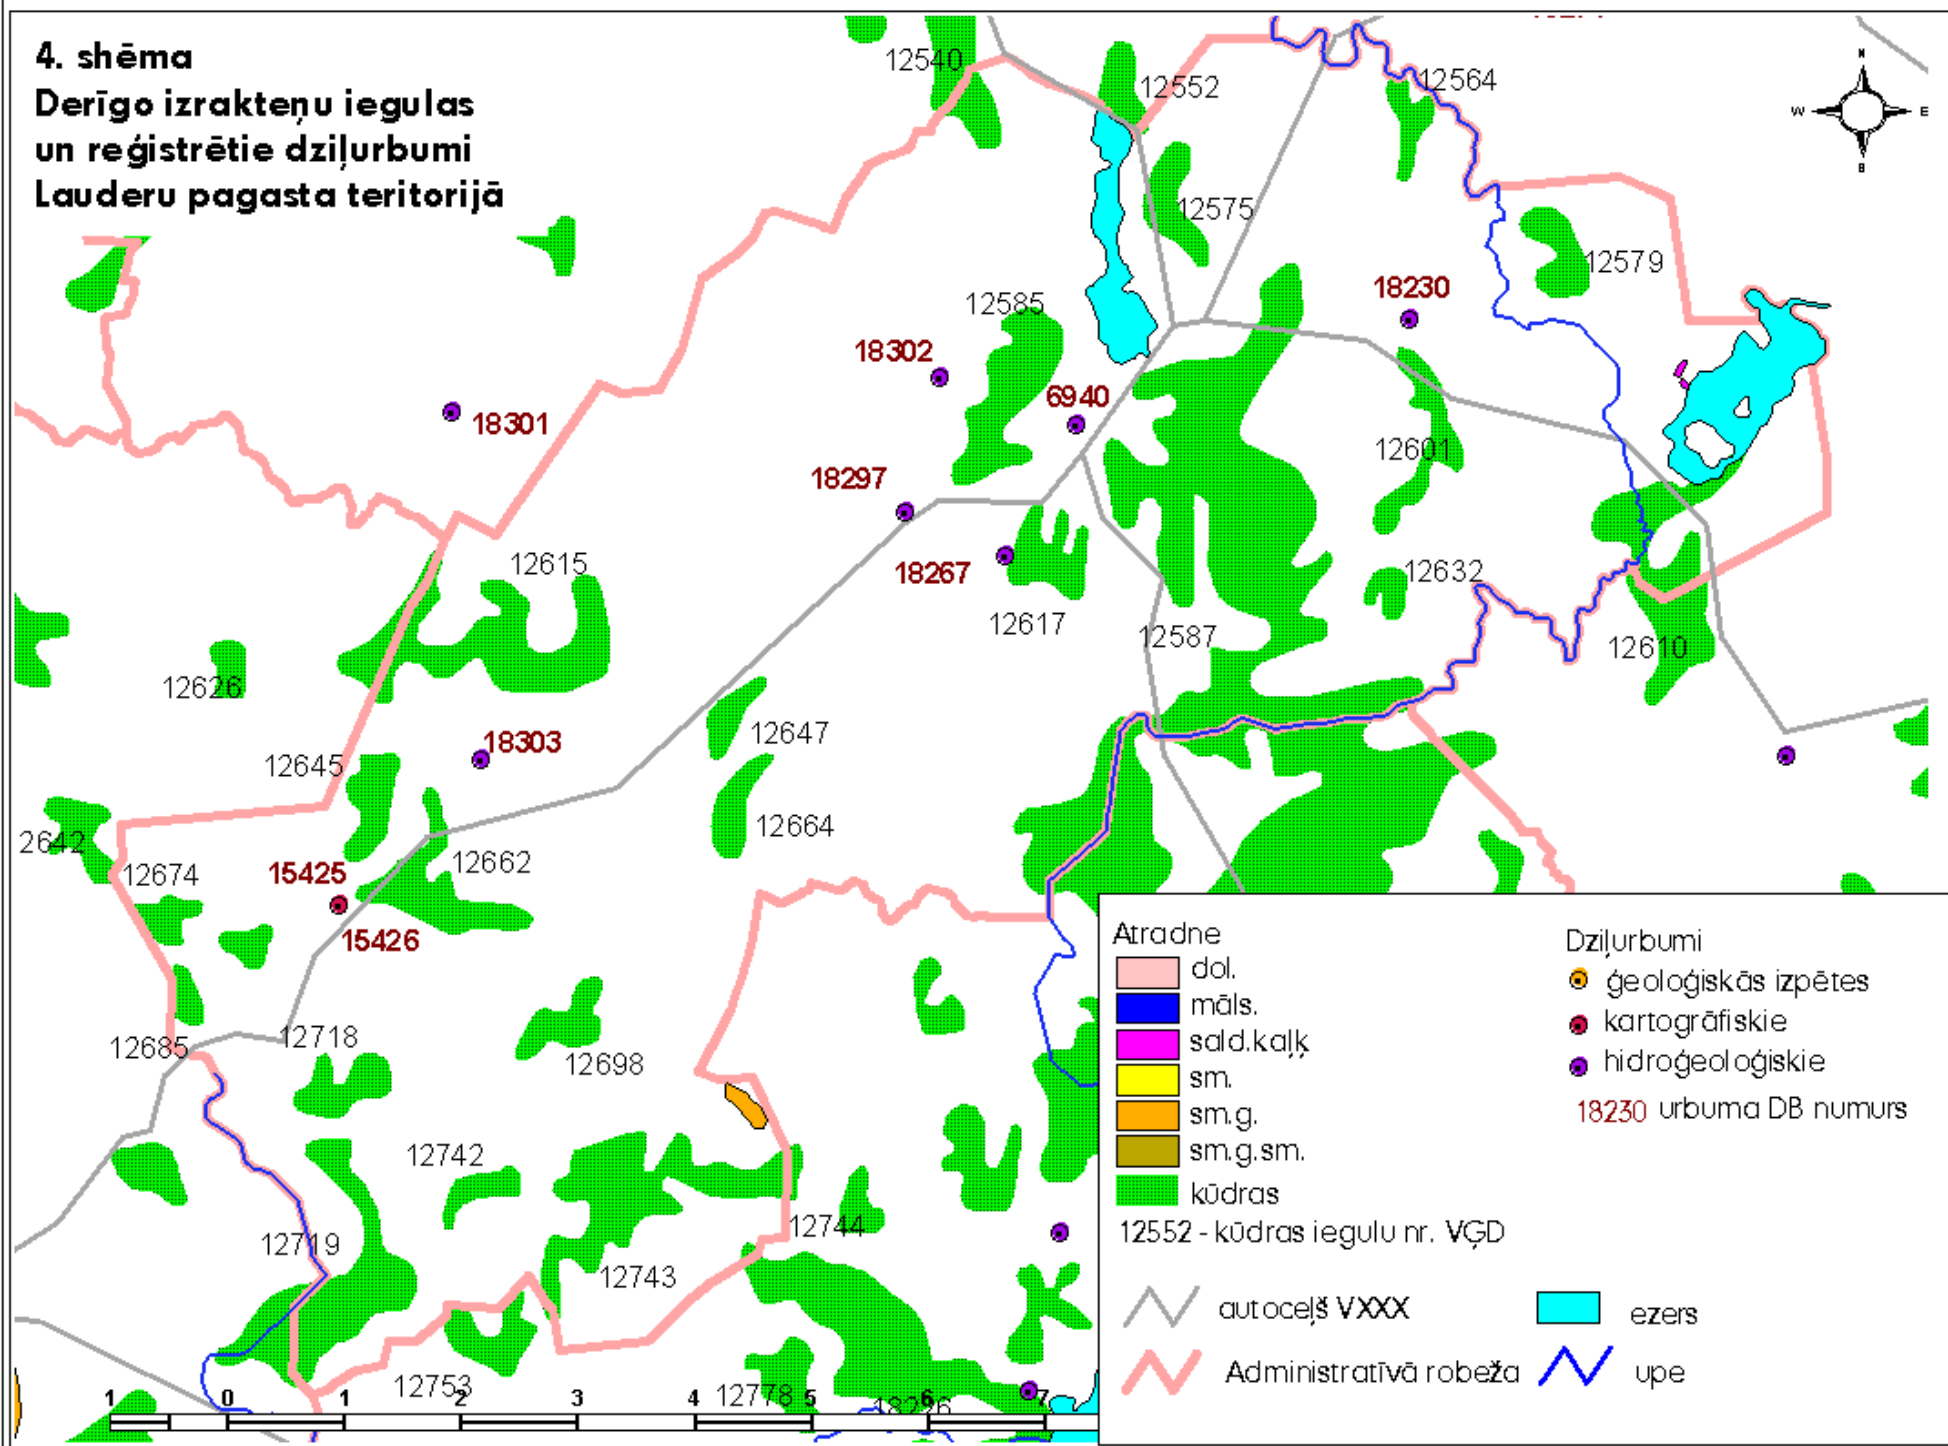 4. shēma
Derīgo izrakteņu iegulas
un reģistrētie dziļurbumi
Lauderu pagasta teritorijā
N
W
E
S
12540
12552
12564
12575
12579
18230
12585
18302
6940
18301
12601
18297
18267
12615
12632
12617
12587
12610
12626
12647
18303
12645
12664
2642
12662
12674
15425
15426
12718
12685
12698
12742
12744
12719
12743
12753
12778
18226
1 0 1 2 3 4 5 6 7
Atradne
dol.
māls.
sald.kaļķ
sm.
sm.g.
sm.g.sm.
kūdras
12552 - kūdras iegulu nr. VĢD
autoceļš VXXX
Administratīvā robeža
Dziļurbumi
ģeoloģiskās izpētes
kartogrāfiskie
hidroģeoloģiskie
18230 urbuma DB numurs
ezers
upe